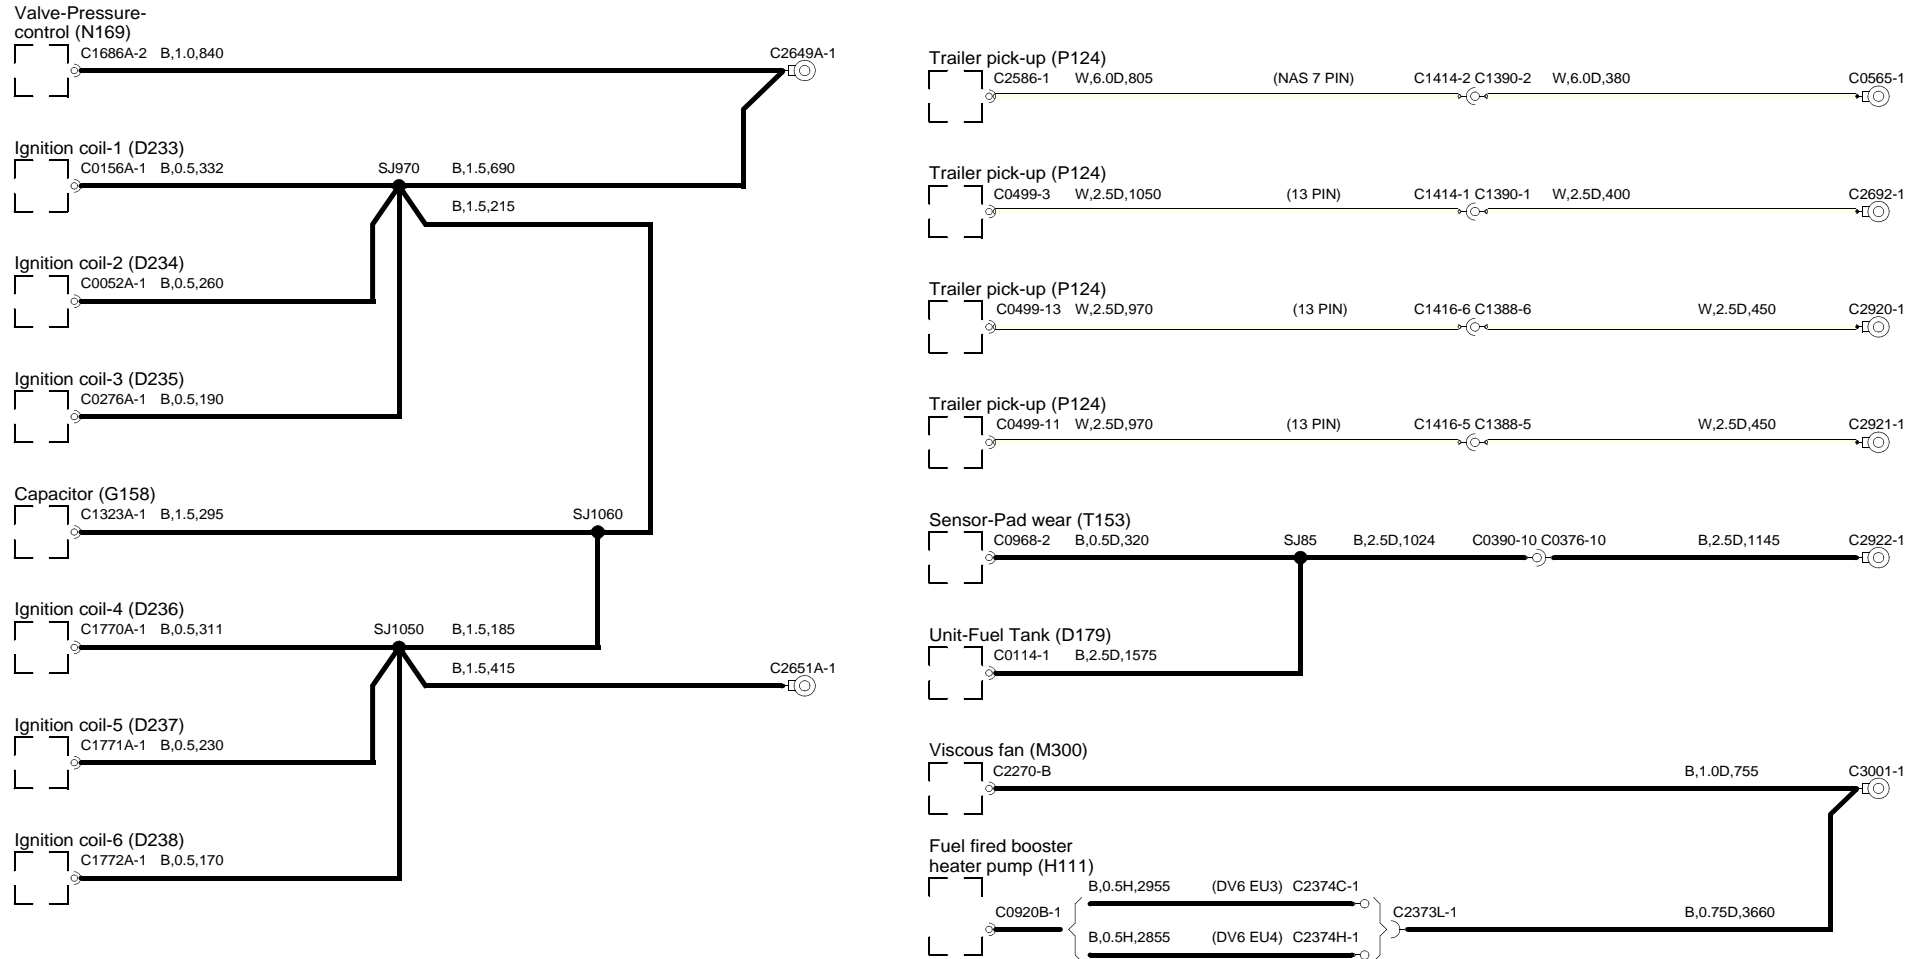 Valve-Pressure-
control (N169)
C1686A-2 B,1.0,840
C2649A-1
Ignition coil-1 (D233)
C0156A-1 B,0.5,332
SJ970
B,1.5,690
B,1.5,215
Ignition coil-2 (D234)
C0052A-1 B,0.5,260
Ignition coil-3 (D235)
C0276A-1 B,0.5,190
Capacitor (G158)
C1323A-1 B,1.5,295
SJ1060
Ignition coil-4 (D236)
C1770A-1 B,0.5,311
SJ1050
B,1.5,185
B,1.5,415
C2651A-1
Ignition coil-5 (D237)
C1771A-1 B,0.5,230
Ignition coil-6 (D238)
C1772A-1 B,0.5,170
Trailer pick-up (P124)
C2586-1 W,6.0D,805 (NAS 7 PIN) C1414-2 C1390-2 W,6.0D,380 C0565-1
Trailer pick-up (P124)
C0499-3 W,2.5D,1050 (13 PIN) C1414-1 C1390-1 W,2.5D,400 C2692-1
Trailer pick-up (P124)
C0499-13 W,2.5D,970 (13 PIN) C1416-6 C1388-6 W,2.5D,450 C2920-1
Trailer pick-up (P124)
C0499-11 W,2.5D,970 (13 PIN) C1416-5 C1388-5 W,2.5D,450 C2921-1
Sensor-Pad wear (T153)
C0968-2 B,0.5D,320 SJ85 B,2.5D,1024 C0390-10 C0376-10 B,2.5D,1145 C2922-1
Unit-Fuel Tank (D179)
C0114-1 B,2.5D,1575
Viscous fan (M300)
C2270-B B,1.0D,755 C3001-1
Fuel fired booster
heater pump (H111)
B,0.5H,2955 (DV6 EU3) C2374C-1
C0920B-1 C2373L-1 B,0.75D,3660
B,0.5H,2855 (DV6 EU4) C2374H-1